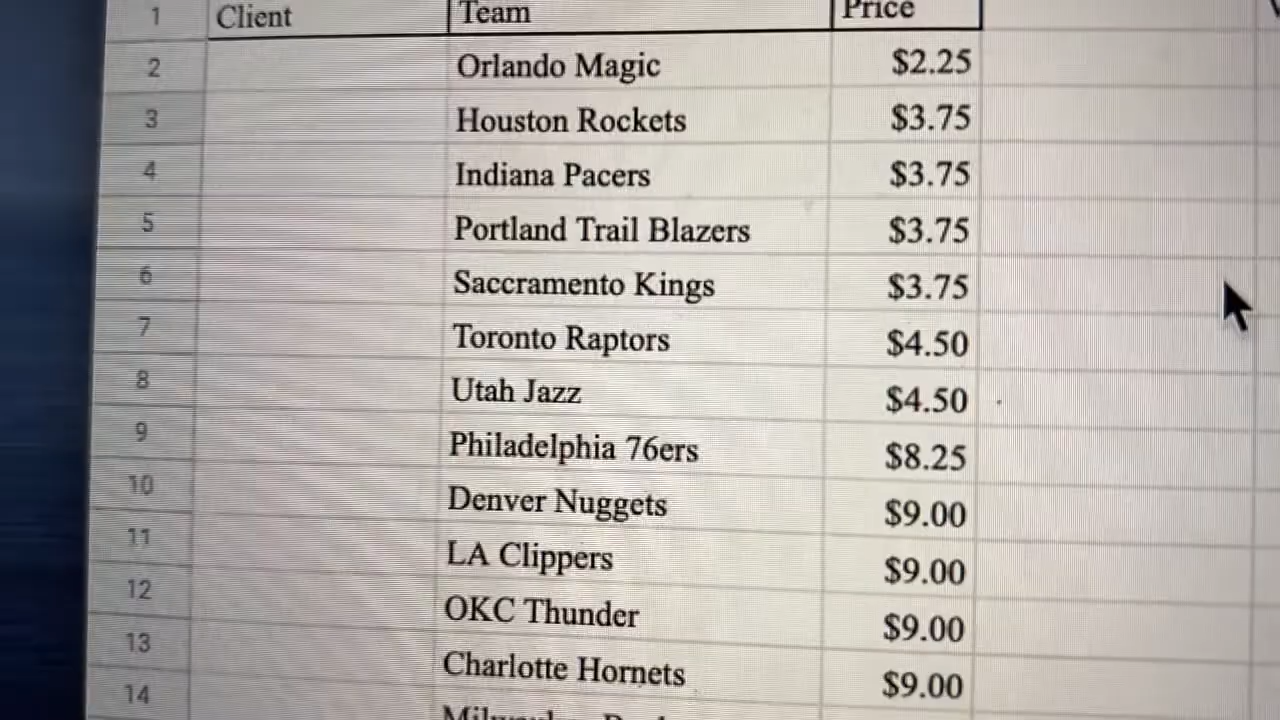 1 Client Team Price
2 Orlando Magic $2.25
3 Houston Rockets $3.75
4 Indiana Pacers $3.75
5 Portland Trail Blazers $3.75
6 Saccramento Kings $3.75
7 Toronto Raptors $4.50
8 Utah Jazz $4.50
9 Philadelphia 76ers $8.25
10 Denver Nuggets $9.00
11 LA Clippers $9.00
12 OKC Thunder $9.00
13 Charlotte Hornets $9.00
14